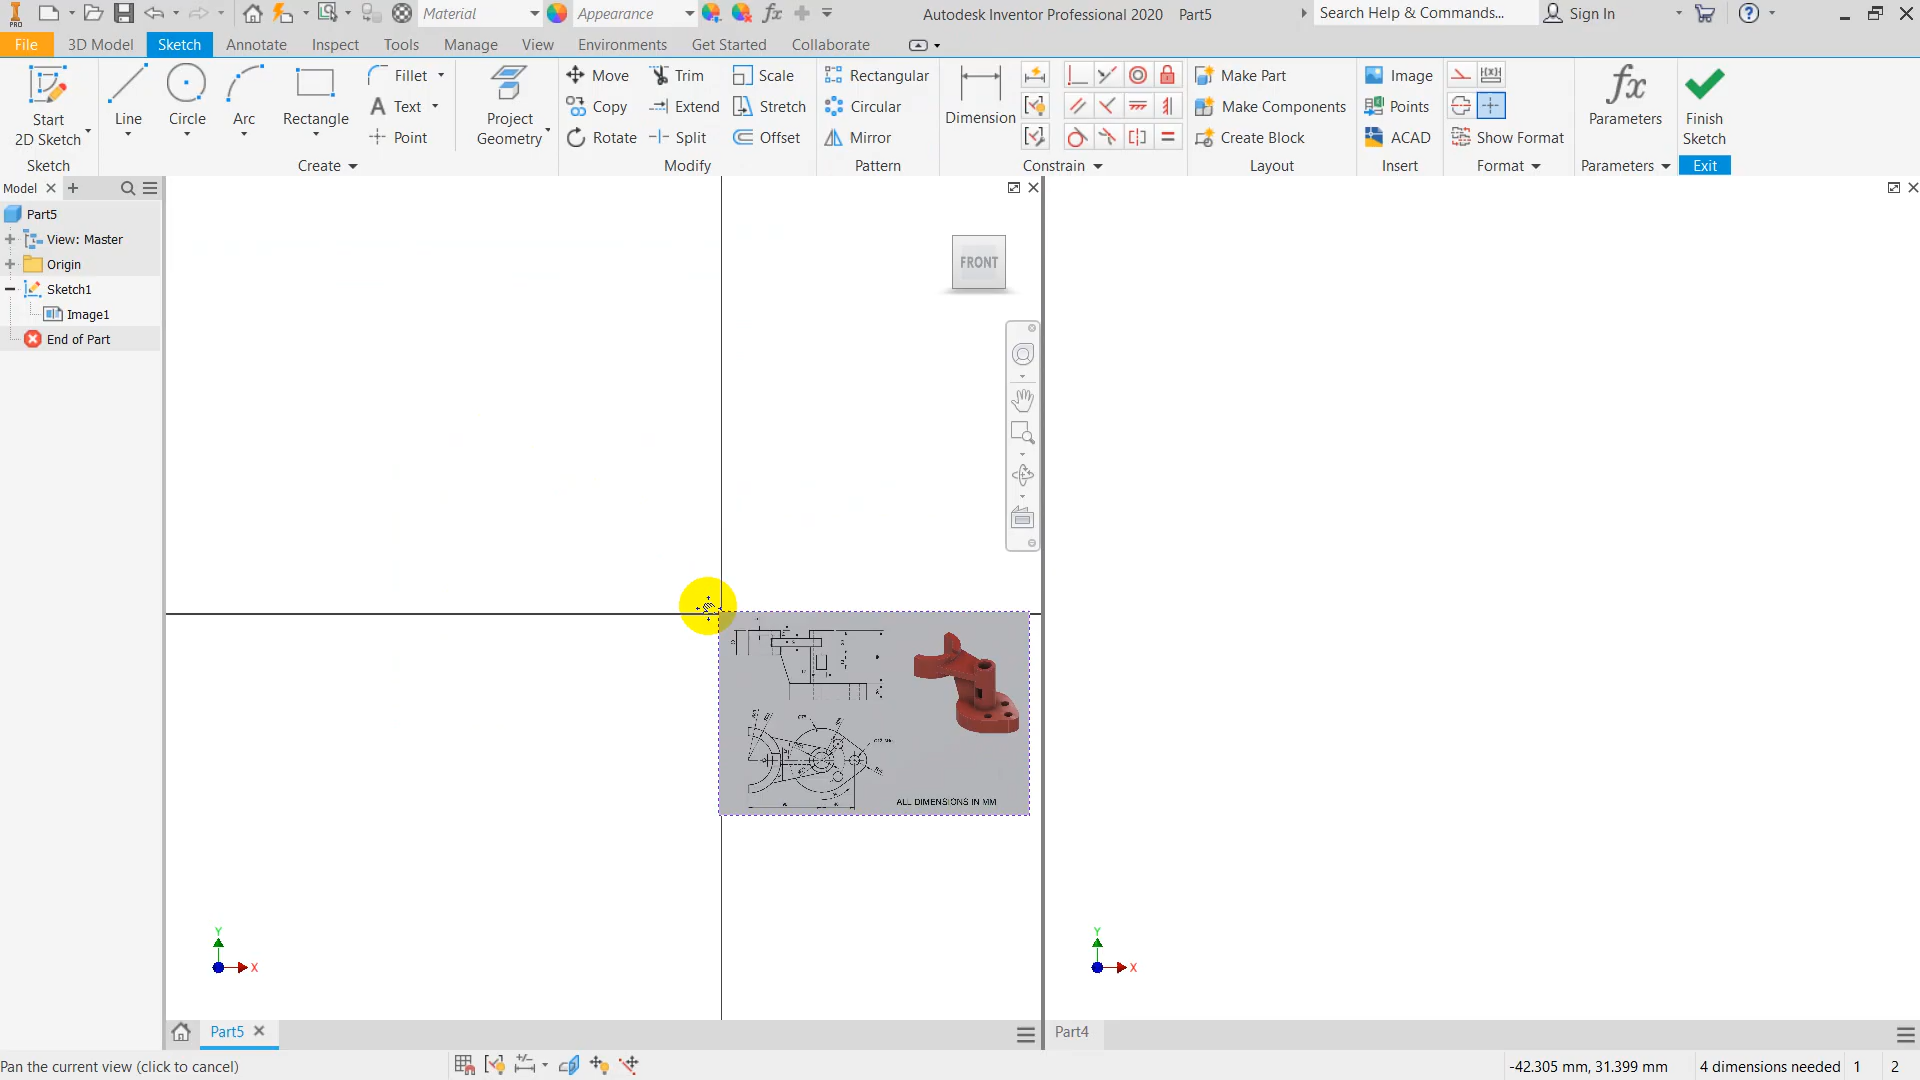 PRO
Material
Appearance
Autodesk Inventor Professional 2020 Part5
Search Help & Commands...
Sign In
File
3D Model
Sketch
Annotate
Inspect
Tools
Manage
View
Environments
Get Started
Collaborate
Start
2D Sketch
Line
Circle
Arc
Rectangle
Fillet
Text
Point
Project
Geometry
Move
Copy
Rotate
Trim
Extend
Split
Scale
Stretch
Offset
Rectangular
Circular
Mirror
Dimension
Make Part
Make Components
Create Block
Image
Points
ACAD
Show Format
Parameters
Finish
Sketch
Sketch
Create
Modify
Pattern
Constrain
Layout
Insert
Format
Parameters
Exit
Model
Part5
View: Master
Origin
Sketch1
Image1
End of Part
FRONT
ALL DIMENSIONS IN MM
Y
X
Y
X
Part5
Part4
Pan the current view (click to cancel)
-42.305 mm, 31.399 mm
4 dimensions needed
1
2